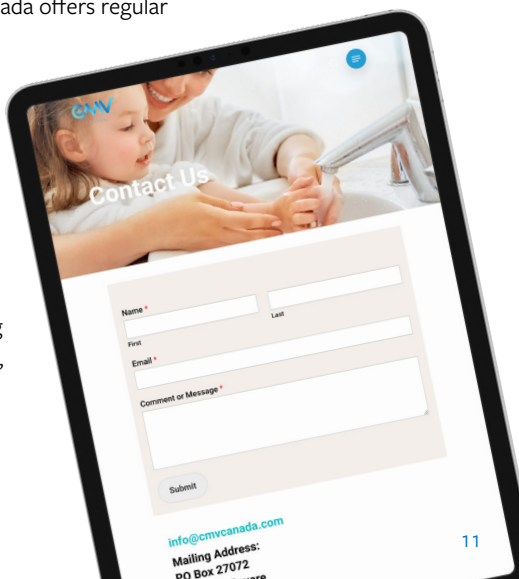 ada offers regular
CMV
Contact Us
Name *
First
Last
Email *
Comment or Message *
Submit
info@cmvcanada.com
Mailing Address:
PO Box 27072
11